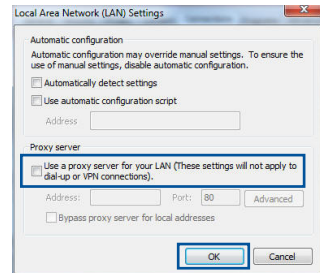 Local Area Network (LAN) Settings
Automatic configuration
Automatic configuration may override manual settings. To ensure the
use of manual settings, disable automatic configuration.
Automatically detect settings
Use automatic configuration script
Address
Proxy server
Use a proxy server for your LAN (These settings will not apply to
dial-up or VPN connections).
Address:
Port: 80
Advanced
Bypass proxy server for local addresses
OK
Cancel